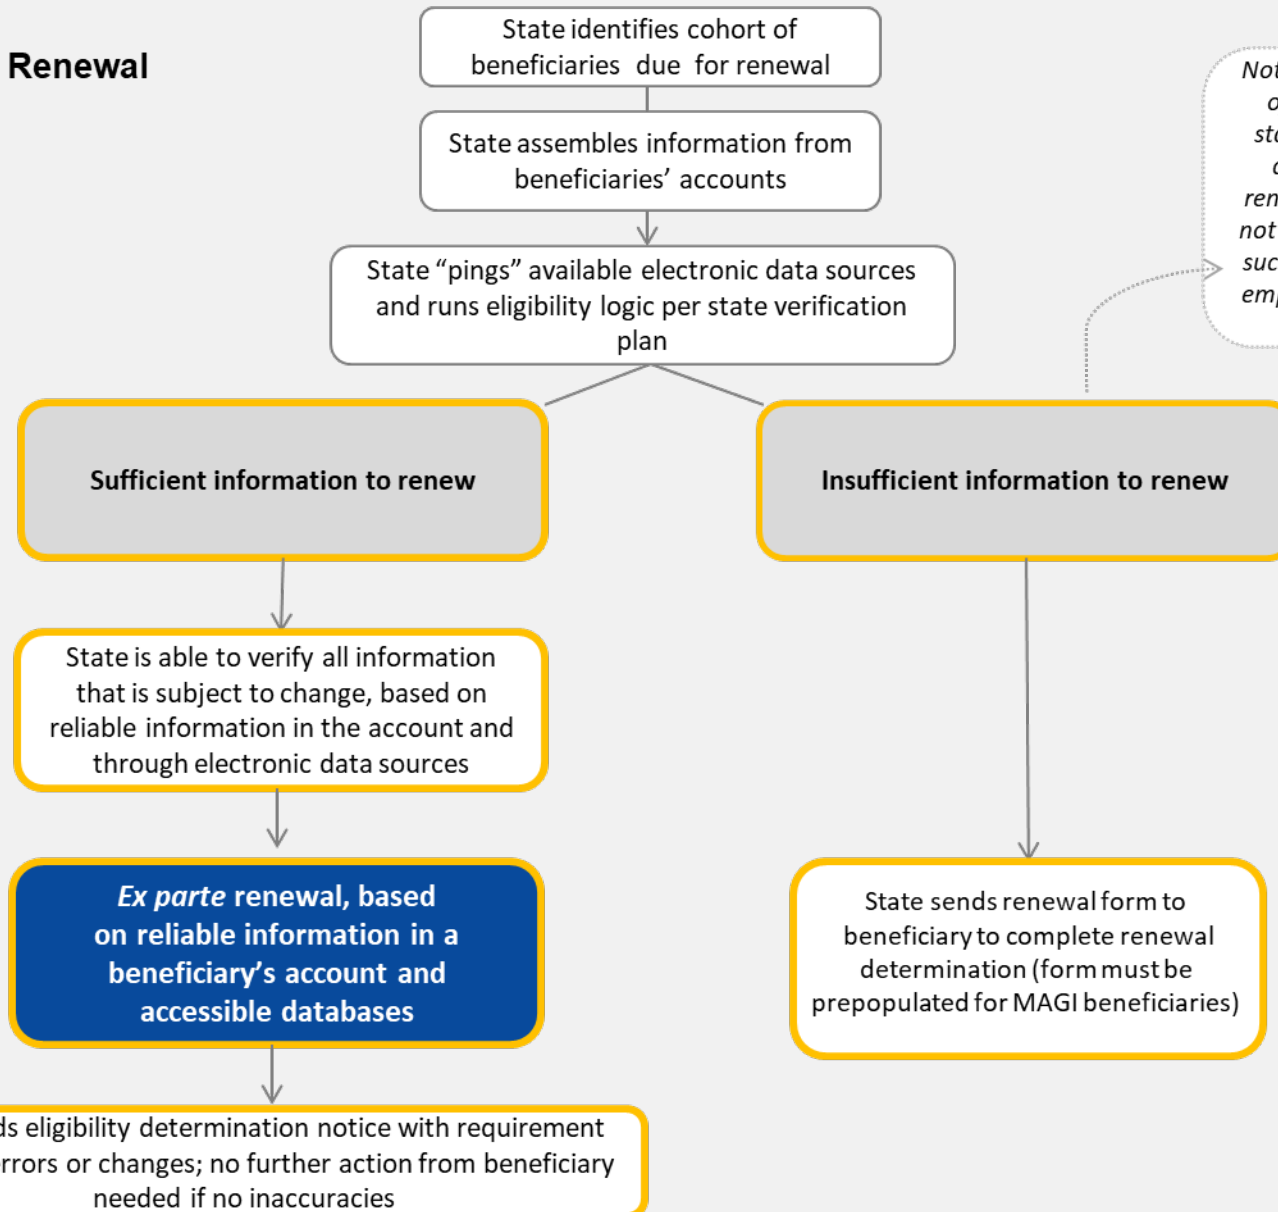 Renewal
State identifies cohort of
beneficiaries due for renewal
State assembles information from
beneficiaries’ accounts
State “pings” available electronic data sources
and runs eligibility logic per state verification
plan
Sufficient information to renew
Insufficient information to renew
State is able to verify all information
that is subject to change, based on
reliable information in the account and
through electronic data sources
Ex parte renewal, based
on reliable information in a
beneficiary’s account and
accessible databases
State sends renewal form to
beneficiary to complete renewal
determination (form must be
prepopulated for MAGI beneficiaries)
eligibility determination notice with requirement
errors or changes; no further action from beneficiary
needed if no inaccuracies